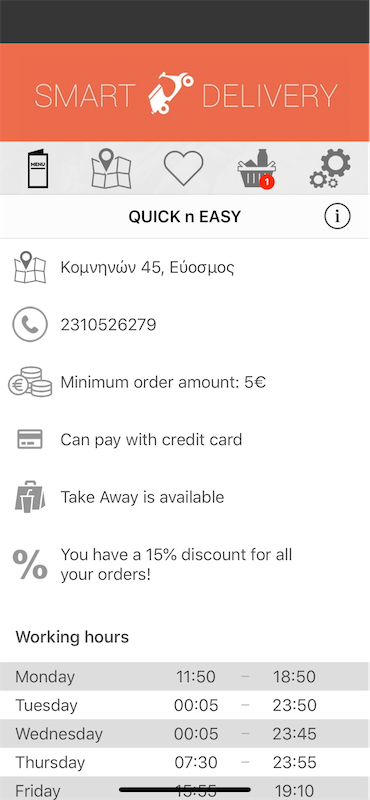 SMART DELIVERY
MENU
1
QUICK n EASY
i
Κομνηνών 45, Εύοσμος
2310526279
€
Minimum order amount: 5€
Can pay with credit card
Take Away is available
%
You have a 15% discount for all
your orders!
Working hours
Monday 11:50 – 18:50
Tuesday 00:05 – 23:50
Wednesday 00:05 – 23:45
Thursday 07:30 – 23:55
Friday 15:55 19:10